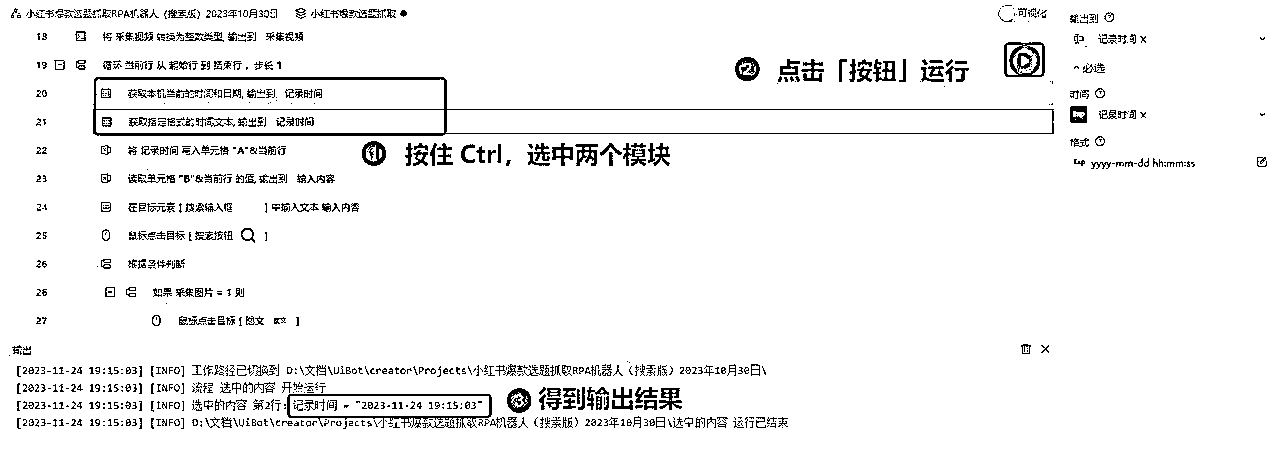 小红书爆款选题抓取RPA机器人（搜索版）2023年10月30日 小红书爆款选题抓取 ●
可视化
18 将 采集视频 转换为整数类型, 输出到 采集视频
19 循环 当前行 从 起始行 到 结束行 ，步长 1
20 获取本机当前的时间和日期, 输出到 记录时间
21 获取指定格式的时间文本, 输出到 记录时间
22 将 记录时间 写入单元格 "A"&当前行
23 读取单元格 "B"&当前行 的值, 输出到 输入内容
24 在目标元素 [ 搜索输入框 ] 中输入文本 输入内容
25 鼠标点击目标 [ 搜索按钮 ]
26 根据条件判断
26 如果 采集图片 = 1 则
27 鼠标点击目标 [ 图文 ]
② 点击「按钮」运行
① 按住 Ctrl，选中两个模块
输出到
记录时间 ×
必选
时间
Exp 记录时间 ×
格式
Exp yyyy-mm-dd hh:mm:ss
输出
[2023-11-24 19:15:03] [INFO] 工作路径已切换到 D:\文档\UiBot\creator\Projects\小红书爆款选题抓取RPA机器人（搜索版）2023年10月30日\
[2023-11-24 19:15:03] [INFO] 流程 选中的内容 开始运行
[2023-11-24 19:15:03] [INFO] 选中的内容 第2行: 记录时间 = "2023-11-24 19:15:03"
③ 得到输出结果
[2023-11-24 19:15:03] [INFO] D:\文档\UiBot\creator\Projects\小红书爆款选题抓取RPA机器人（搜索版）2023年10月30日\选中的内容 运行已结束